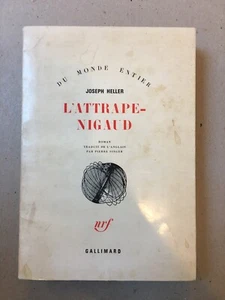 DU MONDE ENTIER
JOSEPH HELLER
L'ATTRAPE-
NIGAUD
ROMAN
TRADUIT DE L'ANGLAIS
PAR PIERRE SINGER
nrf
GALLIMARD